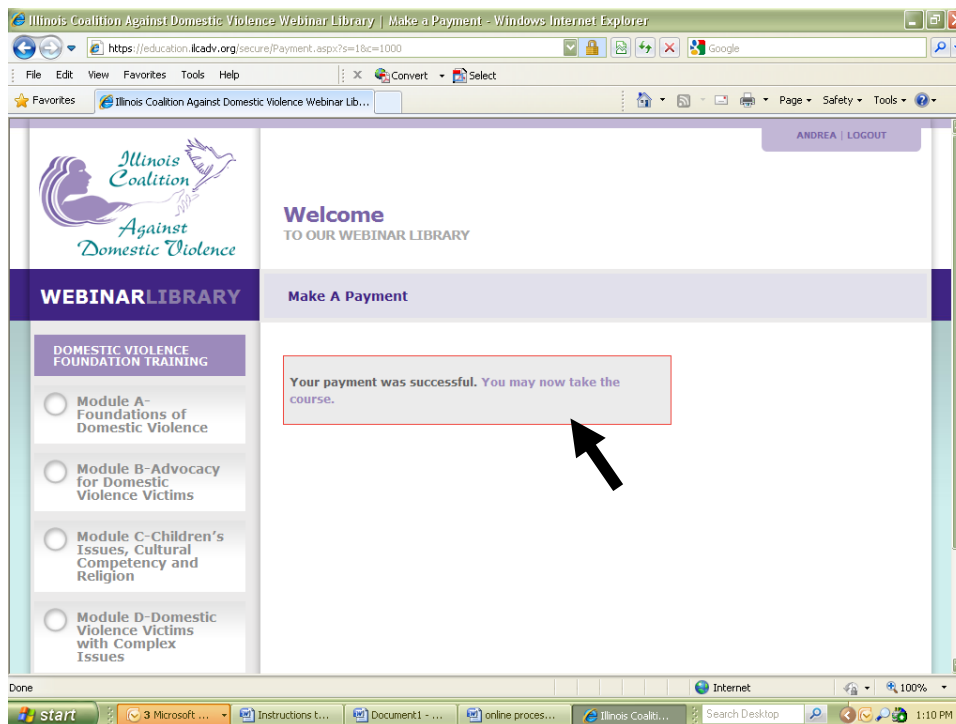 Illinois Coalition Against Domestic Violence Webinar Library | Make a Payment - Windows Internet Explorer
https://education.ilcadv.org/secure/Payment.aspx?s=1&c=1000
Google
File Edit View Favorites Tools Help
X Convert Select
Favorites
Illinois Coalition Against Domestic Violence Webinar Lib...
Page Safety Tools
ANDREA | LOGOUT
Illinois
Coalition
Against
Domestic Violence
Welcome
TO OUR WEBINAR LIBRARY
WEBINARLIBRARY
Make A Payment
DOMESTIC VIOLENCE
FOUNDATION TRAINING
Module A-
Foundations of
Domestic Violence
Module B-Advocacy
for Domestic
Violence Victims
Module C-Children's
Issues, Cultural
Competency and
Religion
Module D-Domestic
Violence Victims
with Complex
Issues
Your payment was successful. You may now take the
course.
Done
Internet
100%
start
3 Microsoft ...
Instructions t...
Document1 - ...
online proces...
Illinois Coaliti...
Search Desktop
1:10 PM